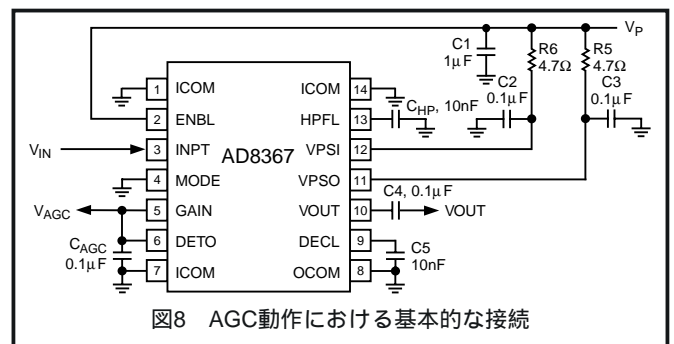 VP
C1
1μF
R6
4.7Ω
R5
4.7Ω
C2
0.1μF
C3
0.1μF
1 ICOM
ICOM 14
CHP, 10nF
2 ENBL
HPFL 13
VIN
3 INPT
AD8367
VPSI 12
4 MODE
VPSO 11
C4, 0.1μF
VAGC
5 GAIN
VOUT 10
VOUT
6 DETO
DECL 9
CAGC
0.1μF
C5
10nF
7 ICOM
OCOM 8
図8 AGC動作における基本的な接続